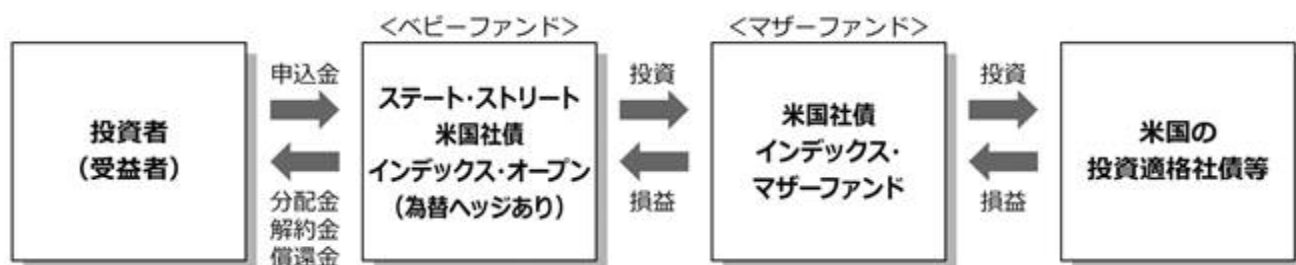 <ベビーファンド>
<マザーファンド>
投資者
（受益者）
申込金
分配金
解約金
償還金
ステート・ストリート
米国社債
インデックス・オープン
（為替ヘッジあり）
投資
損益
米国社債
インデックス・
マザーファンド
投資
損益
米国の
投資適格社債等